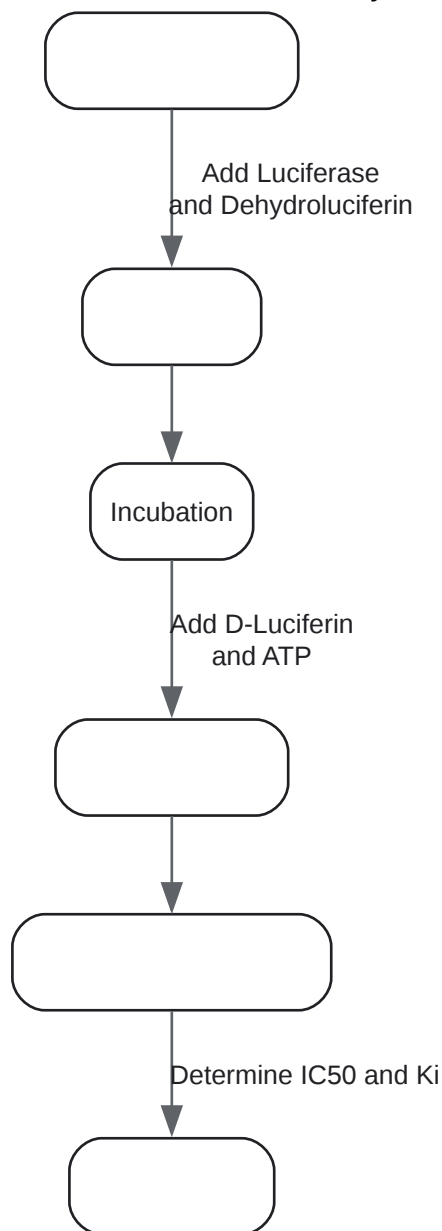 Add Luciferase
and Dehydroluciferin
Incubation
Add D-Luciferin
and ATP
Determine IC50 and Ki